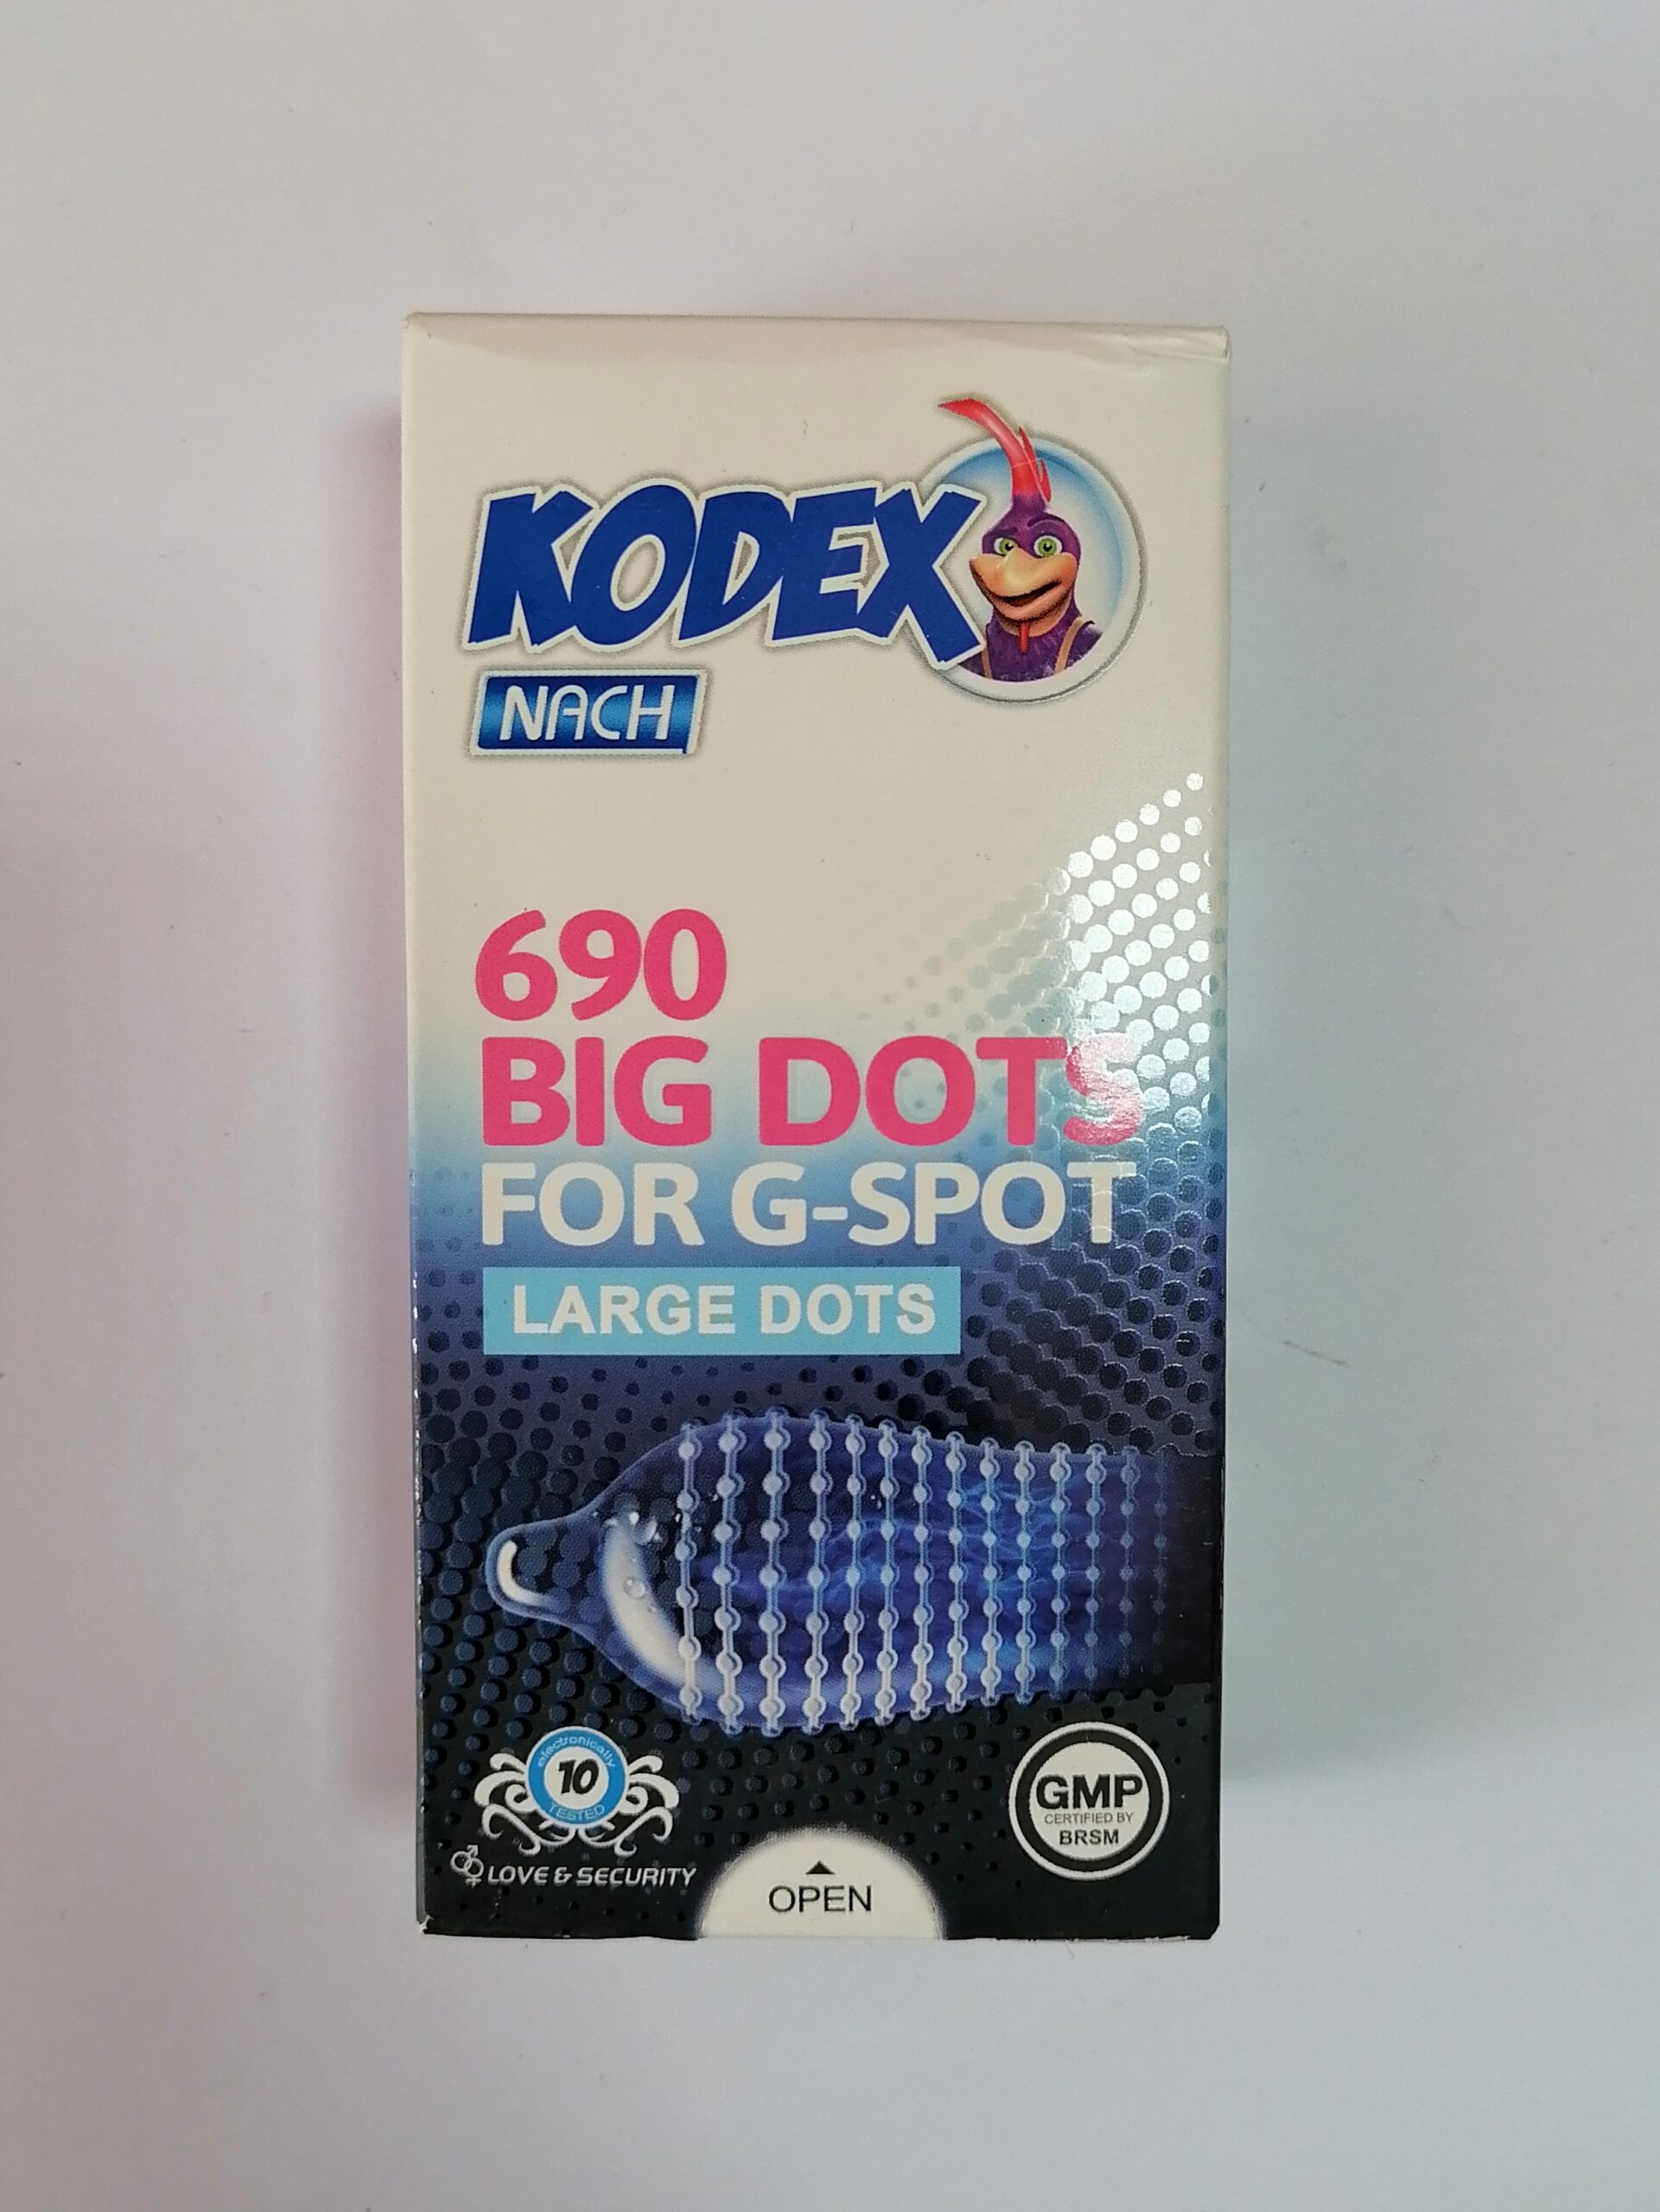 KODEX
NACH
690
BIG DOTS
FOR G-SPOT
LARGE DOTS
electronically
10
TESTED
LOVE & SECURITY
GMP
CERTIFIED BY
BRSM
OPEN